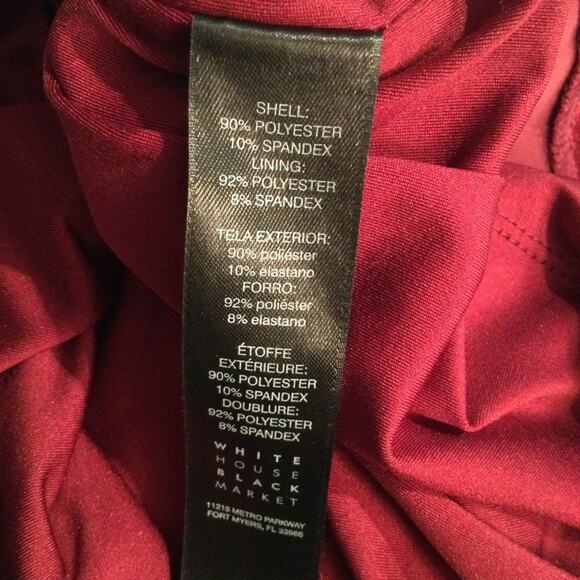 SHELL:
90% POLYESTER
10% SPANDEX
LINING:
92% POLYESTER
8% SPANDEX
TELA EXTERIOR:
90% poliéster
10% elastano
FORRO:
92% poliéster
8% elastano
ÉTOFFE
EXTÉRIEURE:
90% POLYESTER
10% SPANDEX
DOUBLURE:
92% POLYESTER
8% SPANDEX
WHITE
HOUSE
BLACK
MARKET
11215 METRO PARKWAY
FORT MYERS, FL 33966